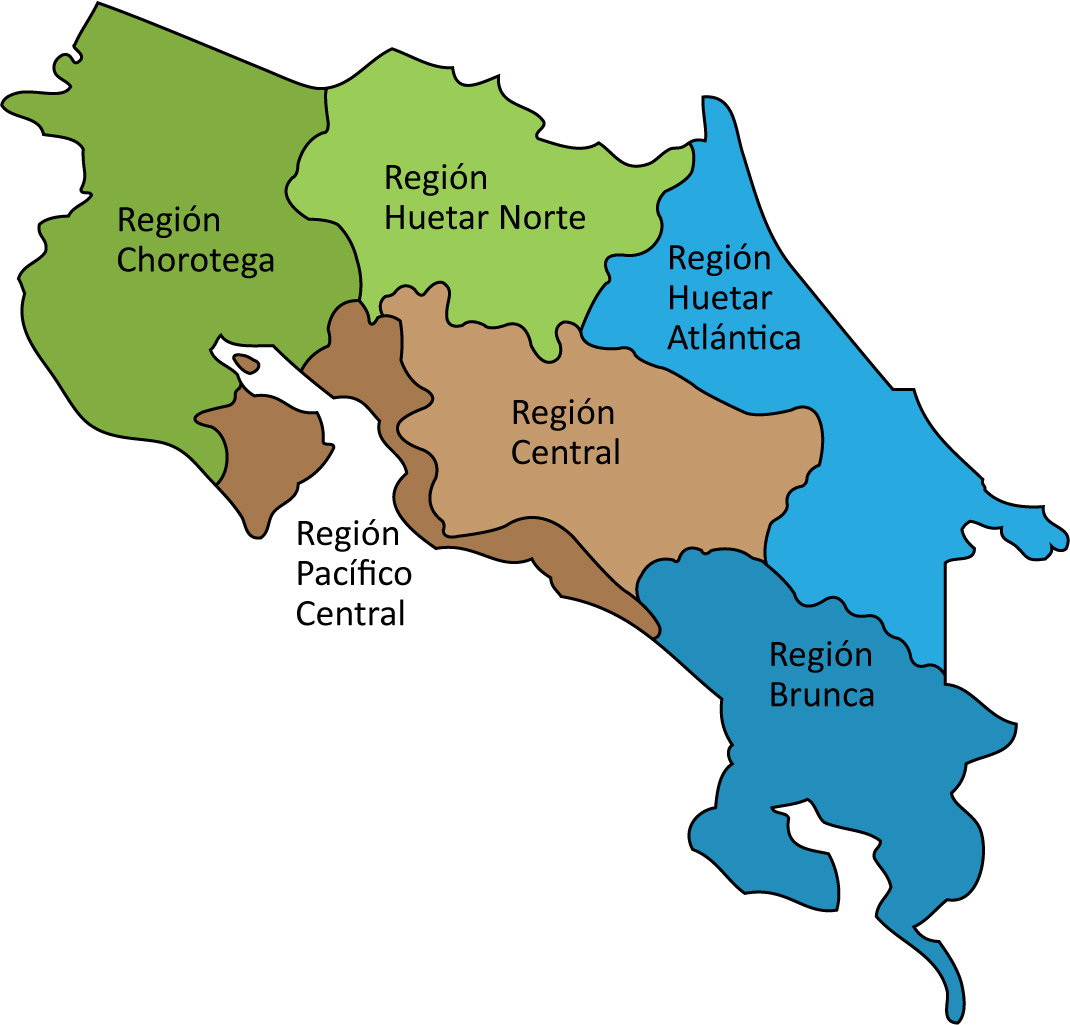 Región
Chorotega
Región
Huetar Norte
Región
Huetar
Atlántica
Región
Central
Región
Pacífico
Central
Región
Brunca